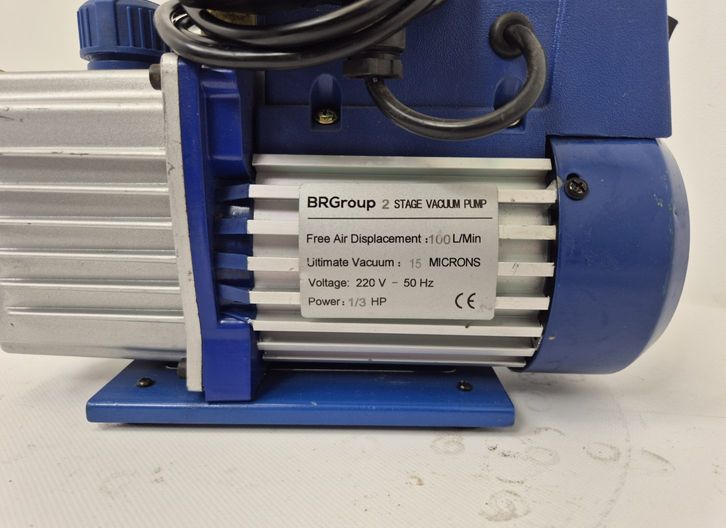 BRGroup 2 STAGE VACUUM PUMP
Free Air Displacement : 100 L/Min
Ultimate Vacuum : 15 MICRONS
Voltage: 220 V - 50 Hz
Power: 1/3 HP CE